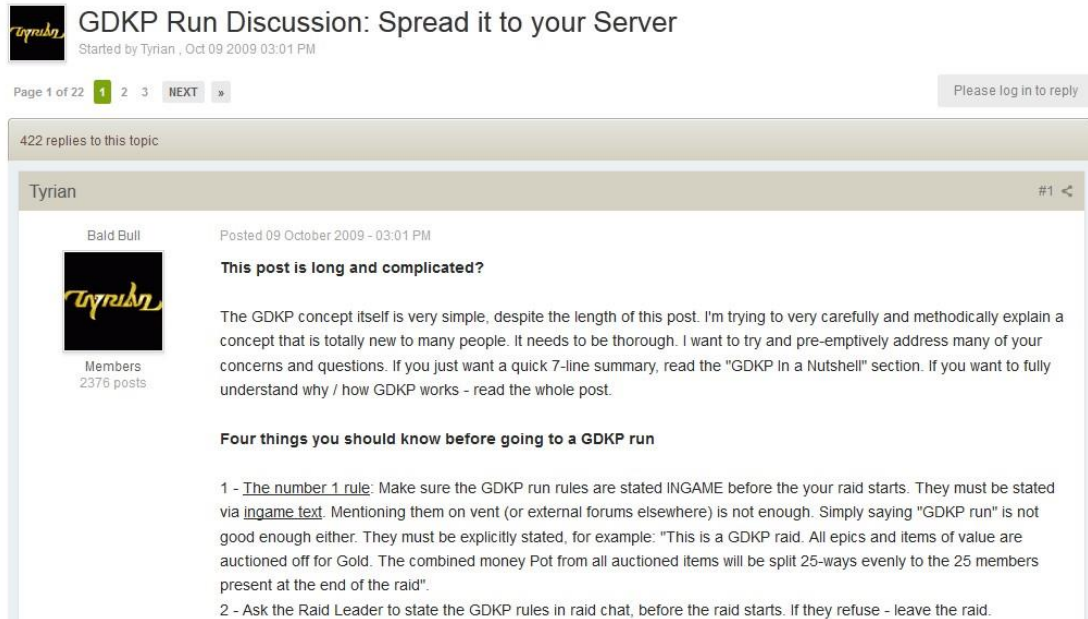 Tyrian
GDKP Run Discussion: Spread it to your Server
Started by Tyrian , Oct 09 2009 03:01 PM
Page 1 of 22 1 2 3 NEXT »
Please log in to reply
422 replies to this topic
Tyrian
#1
Bald Bull
Tyrian
Members
2376 posts
Posted 09 October 2009 - 03:01 PM
This post is long and complicated?
The GDKP concept itself is very simple, despite the length of this post. I'm trying to very carefully and methodically explain a
concept that is totally new to many people. It needs to be thorough. I want to try and pre-emptively address many of your
concerns and questions. If you just want a quick 7-line summary, read the "GDKP In a Nutshell" section. If you want to fully
understand why / how GDKP works - read the whole post.
Four things you should know before going to a GDKP run
1 - The number 1 rule: Make sure the GDKP run rules are stated INGAME before the your raid starts. They must be stated
via ingame text. Mentioning them on vent (or external forums elsewhere) is not enough. Simply saying "GDKP run" is not
good enough either. They must be explicitly stated, for example: "This is a GDKP raid. All epics and items of value are
auctioned off for Gold. The combined money Pot from all auctioned items will be split 25-ways evenly to the 25 members
present at the end of the raid".
2 - Ask the Raid Leader to state the GDKP rules in raid chat, before the raid starts. If they refuse - leave the raid.